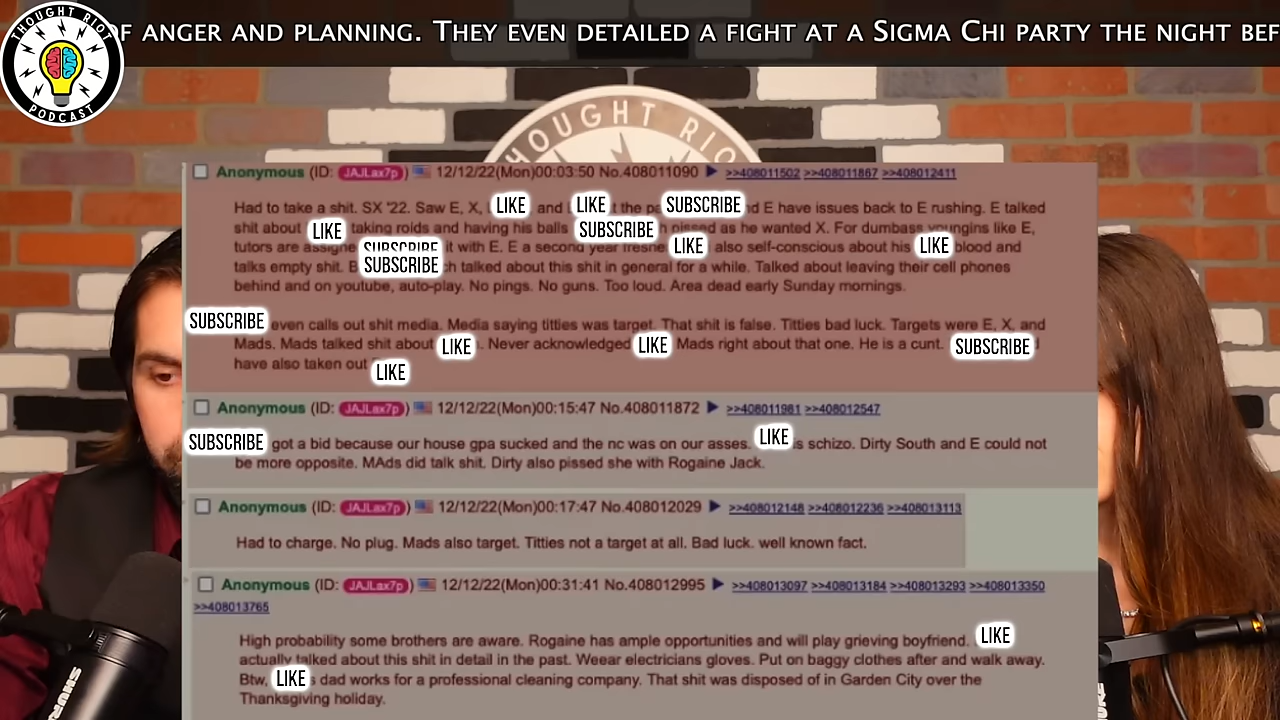 OF ANGER AND PLANNING. THEY EVEN DETAILED A FIGHT AT A SIGMA CHI PARTY THE NIGHT BEF
THOUGHT RIOT
PODCAST
THOUGHT RIOT
Anonymous (ID: JAJLax7p) 12/12/22(Mon)00:03:50 No.408011090 ▶ >>408011502 >>408011867 >>408012411
Had to take a shit. SX '22. Saw E, X, LIKE and LIKE t the pa SUBSCRIBE nd E have issues back to E rushing. E talked
shit about LIKE taking roids and having his balls SUBSCRIBE pissed as he wanted X. For dumbass youngins like E,
tutors are assigne SUBSCRIBE it with E. E a second year freshe LIKE also self-conscious about his LIKE blood and
talks empty shit. B SUBSCRIBE ch talked about this shit in general for a while. Talked about leaving their cell phones
behind and on youtube, auto-play. No pings. No guns. Too loud. Area dead early Sunday mornings.
SUBSCRIBE even calls out shit media. Media saying titties was target. That shit is false. Titties bad luck. Targets were E, X, and
Mads. Mads talked shit about LIKE . Never acknowledged LIKE Mads right about that one. He is a cunt. SUBSCRIBE
have also taken out LIKE
Anonymous (ID: JAJLax7p) 12/12/22(Mon)00:15:47 No.408011872 ▶ >>408011981 >>408012547
SUBSCRIBE got a bid because our house gpa sucked and the nc was on our asses. LIKE s schizo. Dirty South and E could not
be more opposite. MAds did talk shit. Dirty also pissed she with Rogaine Jack.
Anonymous (ID: JAJLax7p) 12/12/22(Mon)00:17:47 No.408012029 ▶ >>408012148 >>408012236 >>408013113
Had to charge. No plug. Mads also target. Titties not a target at all. Bad luck. well known fact.
Anonymous (ID: JAJLax7p) 12/12/22(Mon)00:31:41 No.408012995 ▶ >>408013097 >>408013184 >>408013293 >>408013350
>>408013765
High probability some brothers are aware. Rogaine has ample opportunities and will play grieving boyfriend. LIKE
actually talked about this shit in detail in the past. Weear electricians gloves. Put on baggy clothes after and walk away.
Btw, LIKE s dad works for a professional cleaning company. That shit was disposed of in Garden City over the
Thanksgiving holiday.
SHURE